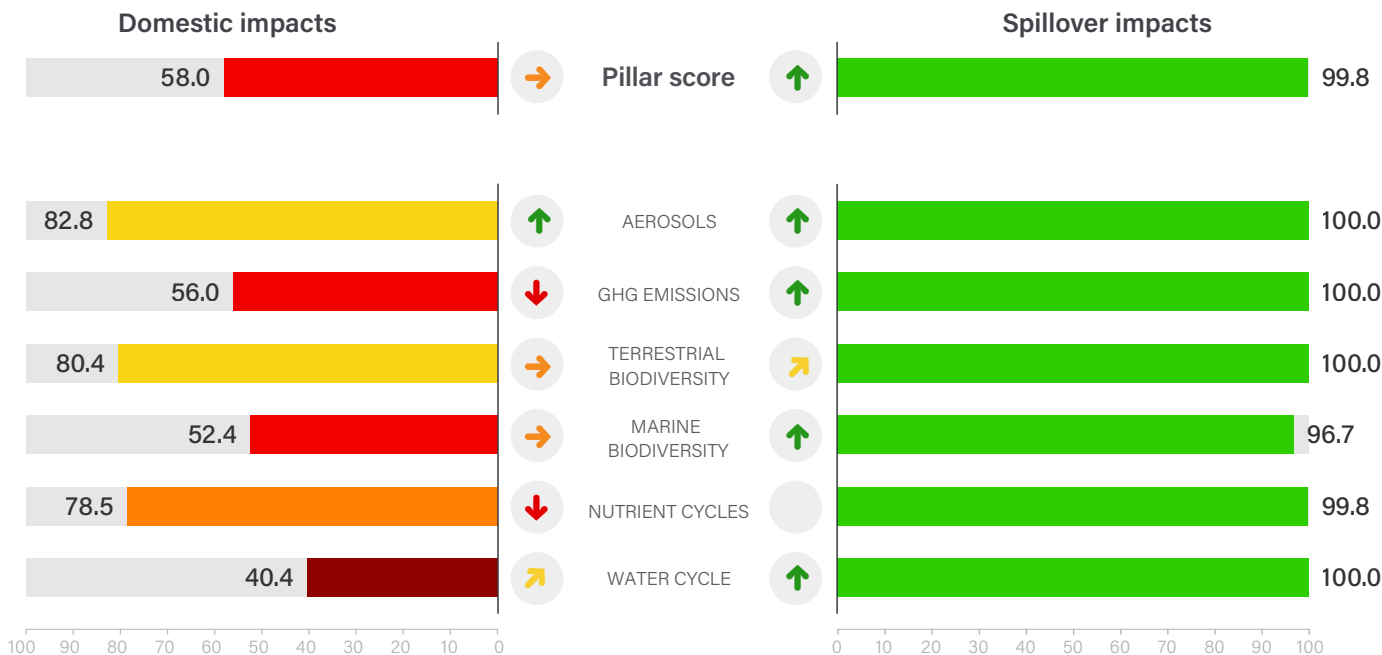 Domestic impacts
Spillover impacts
58.0
Pillar score
99.8
82.8
AEROSOLS
100.0
56.0
GHG EMISSIONS
100.0
80.4
TERRESTRIAL
BIODIVERSITY
100.0
52.4
MARINE
BIODIVERSITY
96.7
78.5
NUTRIENT CYCLES
99.8
40.4
WATER CYCLE
100.0
100 90 80 70 60 50 40 30 20 10 0
0 10 20 30 40 50 60 70 80 90 100